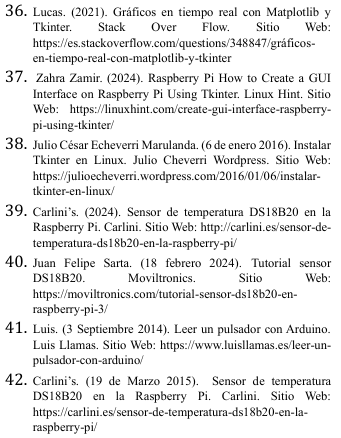 36. Lucas. (2021). Gráficos en tiempo real con Matplotlib y
Tkinter. Stack Over Flow. Sitio Web:
https://es.stackoverflow.com/questions/348847/gráficos-
en-tiempo-real-con-matplotlib-y-tkinter
37. Zahra Zamir. (2024). Raspberry Pi How to Create a GUI
Interface on Raspberry Pi Using Tkinter. Linux Hint. Sitio
Web: https://linuxhint.com/create-gui-interface-raspberry-
pi-using-tkinter/
38. Julio César Echeverri Marulanda. (6 de enero 2016). Instalar
Tkinter en Linux. Julio Cheverri Wordpress. Sitio Web:
https://julioecheverri.wordpress.com/2016/01/06/instalar-
tkinter-en-linux/
39. Carlini's. (2024). Sensor de temperatura DS18B20 en la
Raspberry Pi. Carlini. Sitio Web: http://carlini.es/sensor-de-
temperatura-ds18b20-en-la-raspberry-pi/
40. Juan Felipe Sarta. (18 febrero 2024). Tutorial sensor
DS18B20. Moviltronics. Sitio Web:
https://moviltronics.com/tutorial-sensor-ds18b20-en-
raspberry-pi-3/
41. Luis. (3 Septiembre 2014). Leer un pulsador con Arduino.
Luis Llamas. Sitio Web: https://www.luisllamas.es/leer-un-
pulsador-con-arduino/
42. Carlini's. (19 de Marzo 2015). Sensor de temperatura
DS18B20 en la Raspberry Pi. Carlini. Sitio Web:
https://carlini.es/sensor-de-temperatura-ds18b20-en-la-
raspberry-pi/